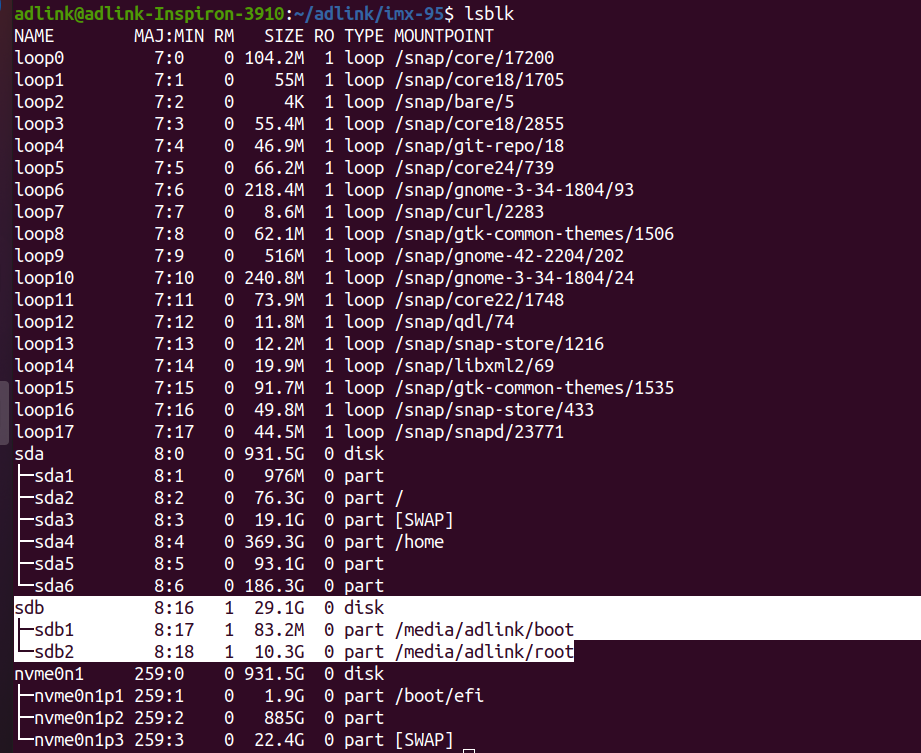 adlink@adlink-Inspiron-3910:~/adlink/imx-95$ lsblk
NAME        MAJ:MIN RM   SIZE RO TYPE MOUNTPOINT
loop0         7:0    0 104.2M  1 loop /snap/core/17200
loop1         7:1    0    55M  1 loop /snap/core18/1705
loop2         7:2    0     4K  1 loop /snap/bare/5
loop3         7:3    0  55.4M  1 loop /snap/core18/2855
loop4         7:4    0  46.9M  1 loop /snap/git-repo/18
loop5         7:5    0  66.2M  1 loop /snap/core24/739
loop6         7:6    0 218.4M  1 loop /snap/gnome-3-34-1804/93
loop7         7:7    0   8.6M  1 loop /snap/curl/2283
loop8         7:8    0  62.1M  1 loop /snap/gtk-common-themes/1506
loop9         7:9    0   516M  1 loop /snap/gnome-42-2204/202
loop10        7:10   0 240.8M  1 loop /snap/gnome-3-34-1804/24
loop11        7:11   0  73.9M  1 loop /snap/core22/1748
loop12        7:12   0  11.8M  1 loop /snap/qdl/74
loop13        7:13   0  12.2M  1 loop /snap/snap-store/1216
loop14        7:14   0  19.9M  1 loop /snap/libxml2/69
loop15        7:15   0  91.7M  1 loop /snap/gtk-common-themes/1535
loop16        7:16   0  49.8M  1 loop /snap/snap-store/433
loop17        7:17   0  44.5M  1 loop /snap/snapd/23771
sda           8:0    0 931.5G  0 disk
├─sda1        8:1    0   976M  0 part
├─sda2        8:2    0  76.3G  0 part /
├─sda3        8:3    0  19.1G  0 part [SWAP]
├─sda4        8:4    0 369.3G  0 part /home
├─sda5        8:5    0  93.1G  0 part
└─sda6        8:6    0 186.3G  0 part
sdb           8:16   1  29.1G  0 disk
├─sdb1        8:17   1  83.2M  0 part /media/adlink/boot
└─sdb2        8:18   1  10.3G  0 part /media/adlink/root
nvme0n1     259:0    0 931.5G  0 disk
├─nvme0n1p1 259:1    0   1.9G  0 part /boot/efi
├─nvme0n1p2 259:2    0   885G  0 part
└─nvme0n1p3 259:3    0  22.4G  0 part [SWAP]